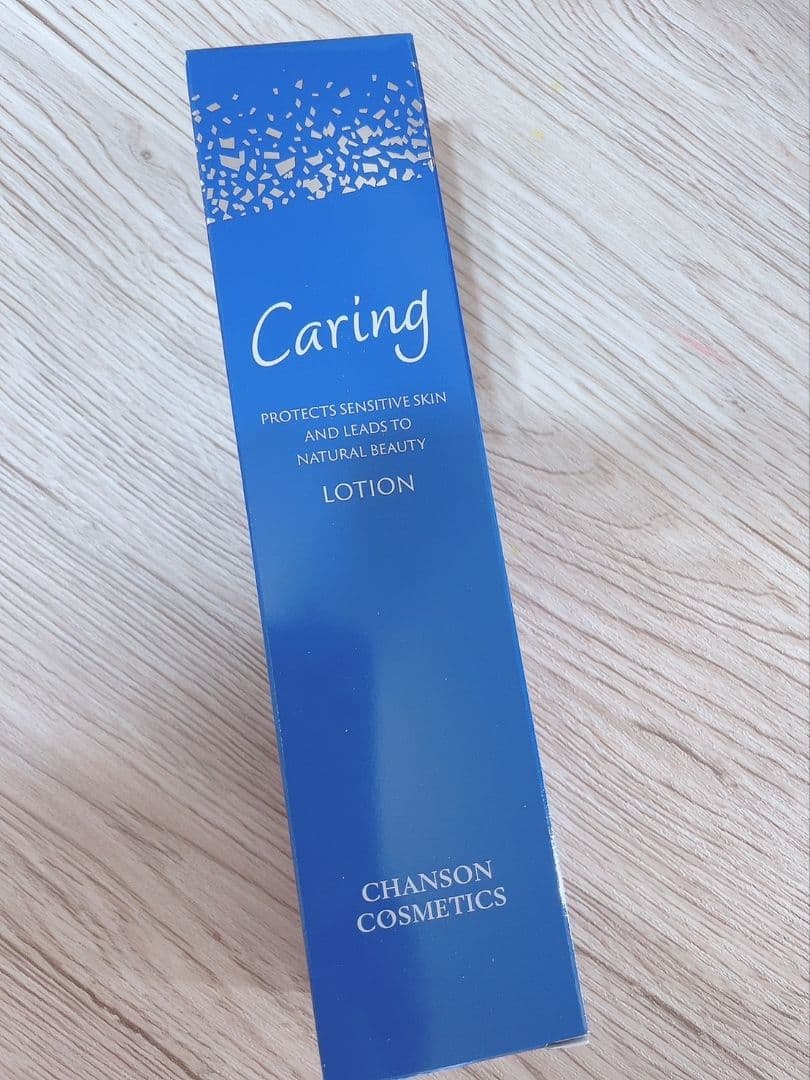 Caring
PROTECTS SENSITIVE SKIN
AND LEADS TO
NATURAL BEAUTY
LOTION
CHANSON
COSMETICS